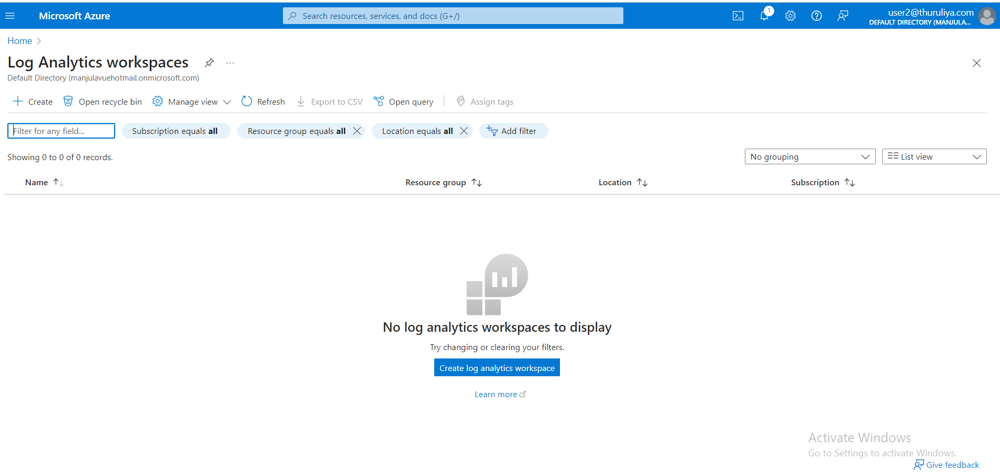 Microsoft Azure
Search resources, services, and docs (G+/)
1
user2@thuruliya.com
DEFAULT DIRECTORY (MANJULA...
Home
Log Analytics workspaces
...
Default Directory (manjulavuehotmail.onmicrosoft.com)
Create
Open recycle bin
Manage view
Refresh
Export to CSV
Open query
Assign tags
Filter for any field...
Subscription equals all
Resource group equals all
Location equals all
Add filter
Showing 0 to 0 of 0 records.
No grouping
List view
Name
Resource group
Location
Subscription
No log analytics workspaces to display
Try changing or clearing your filters.
Create log analytics workspace
Learn more
Activate Windows
Go to Settings to activate Windows.
Give feedback